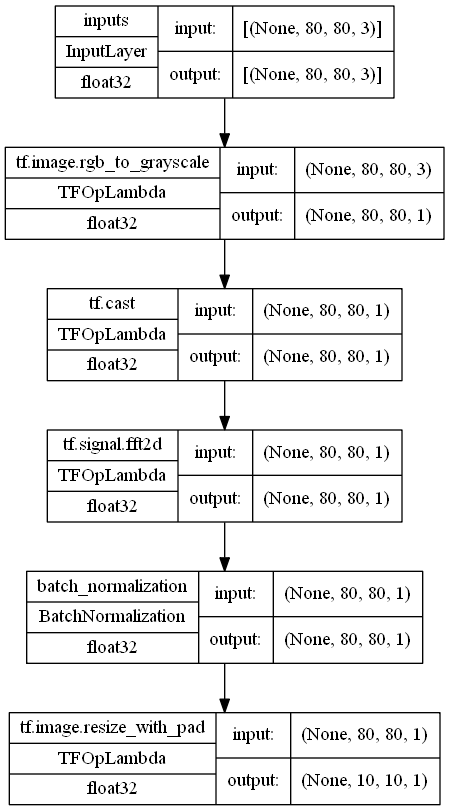 inputs
InputLayer
float32
input:
[(None, 80, 80, 3)]
output:
[(None, 80, 80, 3)]
tf.image.rgb_to_grayscale
TFOpLambda
float32
input:
(None, 80, 80, 3)
output:
(None, 80, 80, 1)
tf.cast
TFOpLambda
float32
input:
(None, 80, 80, 1)
output:
(None, 80, 80, 1)
tf.signal.fft2d
TFOpLambda
float32
input:
(None, 80, 80, 1)
output:
(None, 80, 80, 1)
batch_normalization
BatchNormalization
float32
input:
(None, 80, 80, 1)
output:
(None, 80, 80, 1)
tf.image.resize_with_pad
TFOpLambda
float32
input:
(None, 80, 80, 1)
output:
(None, 10, 10, 1)